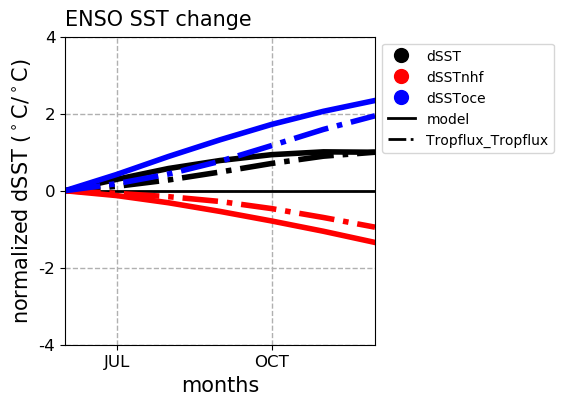 ENSO SST change
normalized dSST (°C/°C)
4
2
0
-2
-4
JUL
OCT
months
dSST
dSSTnhf
dSSToce
model
Tropflux_Tropflux